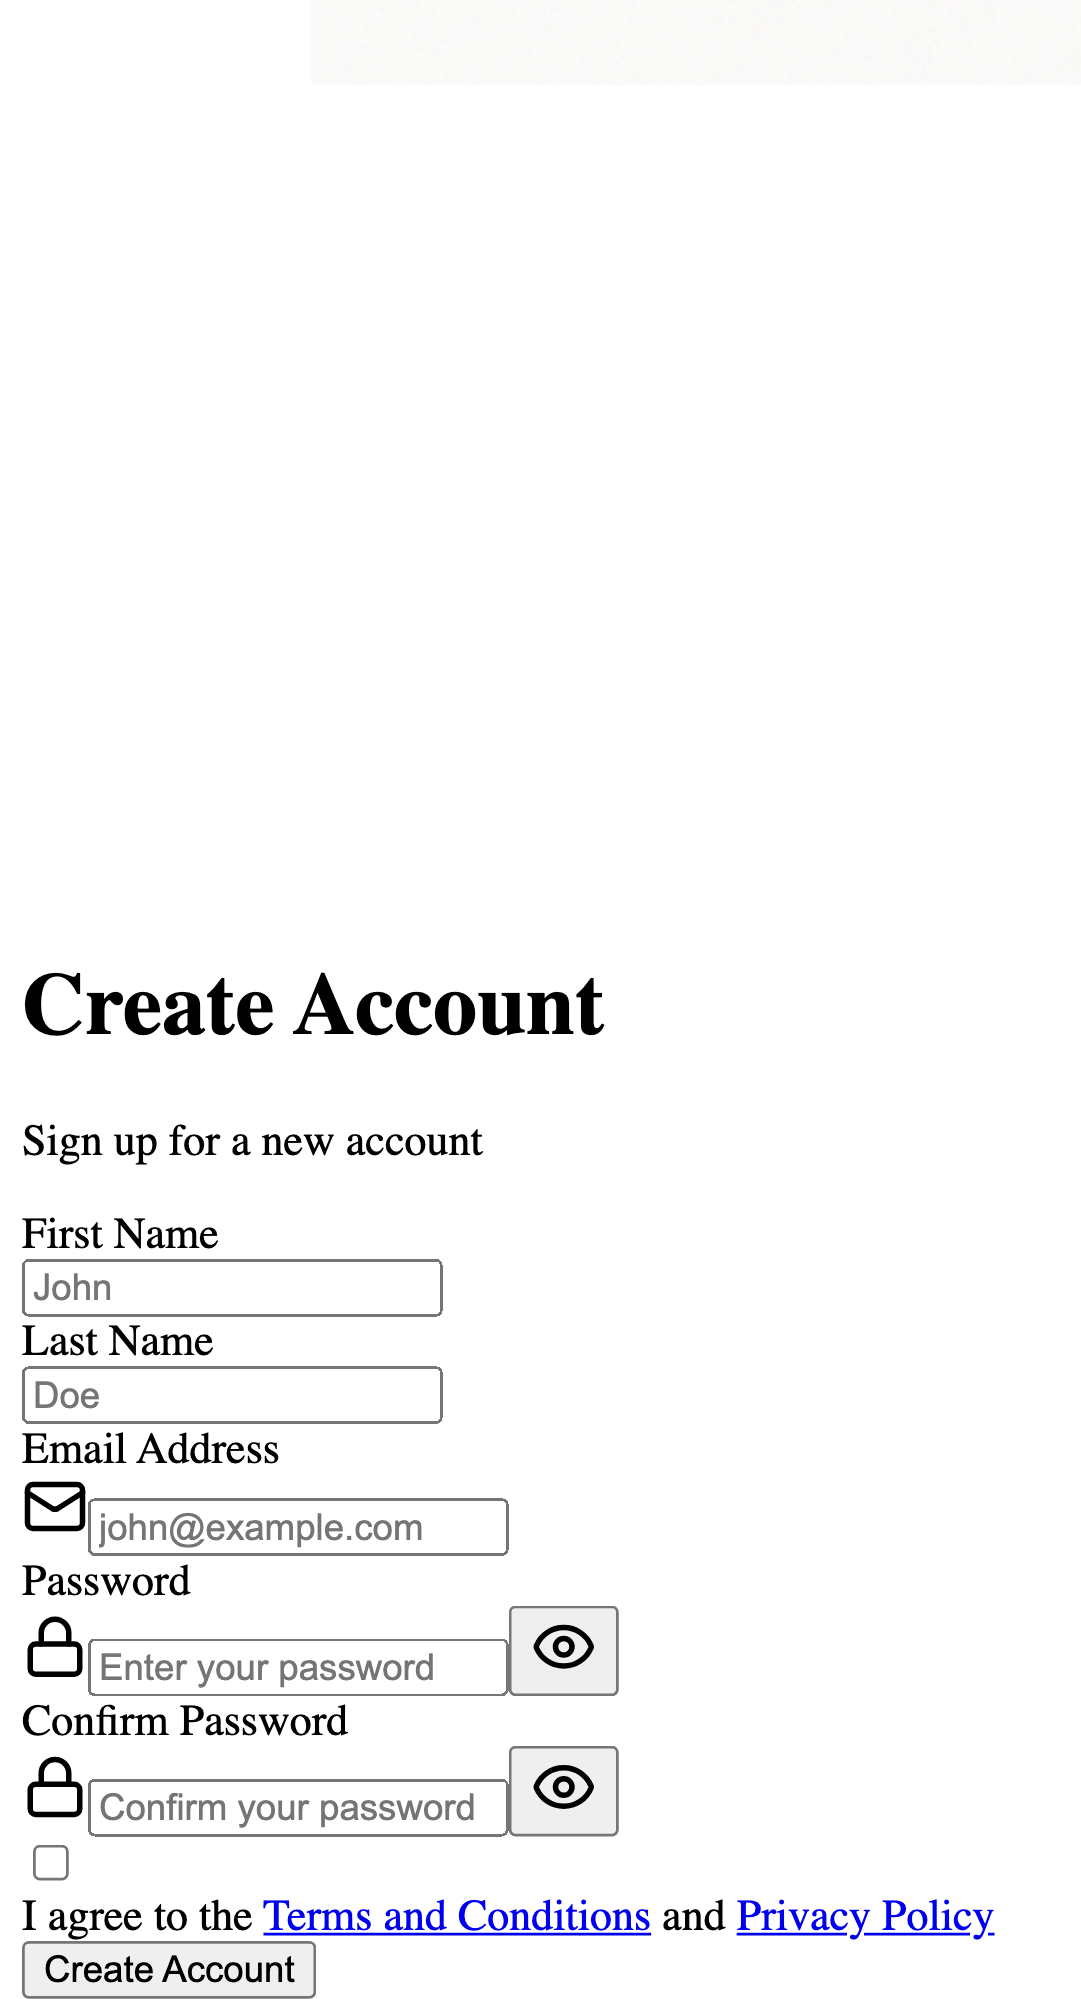 Create Account
Sign up for a new account
First Name
John
Last Name
Doe
Email Address
john@example.com
Password
Enter your password
Confirm Password
Confirm your password
I agree to the Terms and Conditions and Privacy Policy
Create Account